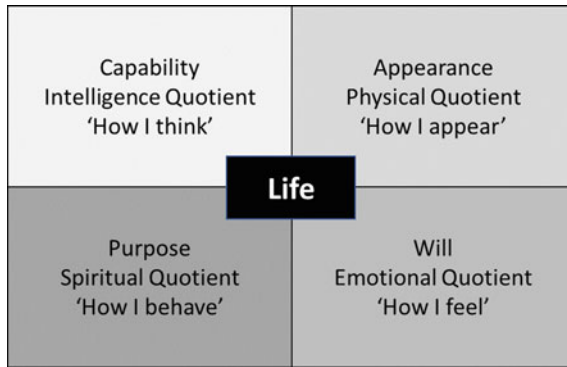 Capability
Intelligence Quotient
‘How I think’
Appearance
Physical Quotient
‘How I appear’
Life
Purpose
Spiritual Quotient
‘How I behave’
Will
Emotional Quotient
‘How I feel’